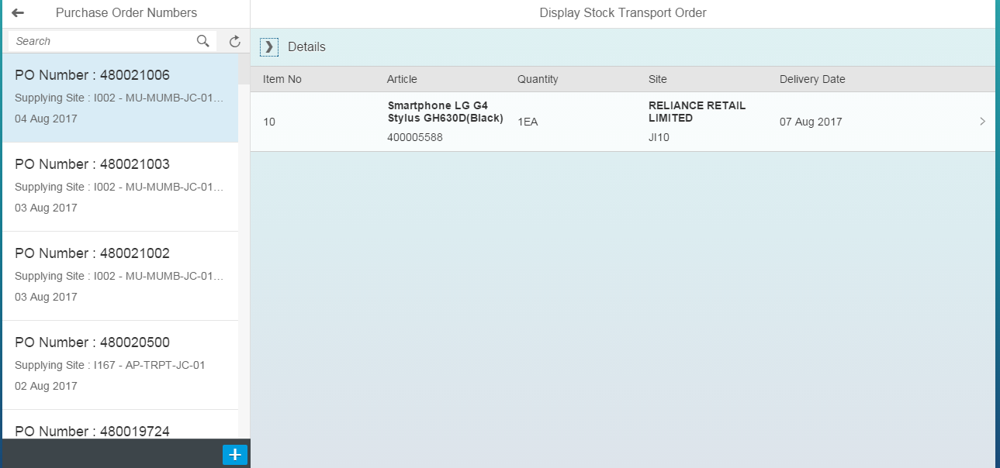 Purchase Order Numbers
Search
PO Number : 480021006
Supplying Site : I002 - MU-MUMB-JC-01...
04 Aug 2017
PO Number : 480021003
Supplying Site : I002 - MU-MUMB-JC-01...
03 Aug 2017
PO Number : 480021002
Supplying Site : I002 - MU-MUMB-JC-01...
03 Aug 2017
PO Number : 480020500
Supplying Site : I167 - AP-TRPT-JC-01
02 Aug 2017
PO Number : 480019724
Display Stock Transport Order
Details
Item No Article Quantity Site Delivery Date
10
Smartphone LG G4
Stylus GH630D(Black)
400005588
1EA
RELIANCE RETAIL
LIMITED
JI10
07 Aug 2017